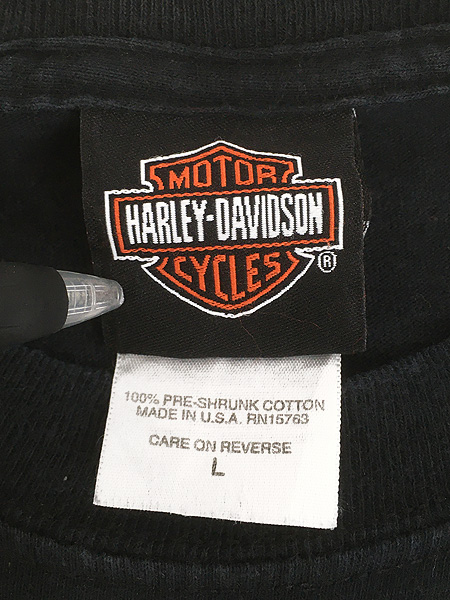 MOTOR
HARLEY-DAVIDSON
CYCLES
®
100% PRE-SHRUNK COTTON
MADE IN U.S.A. RN15763
CARE ON REVERSE
L